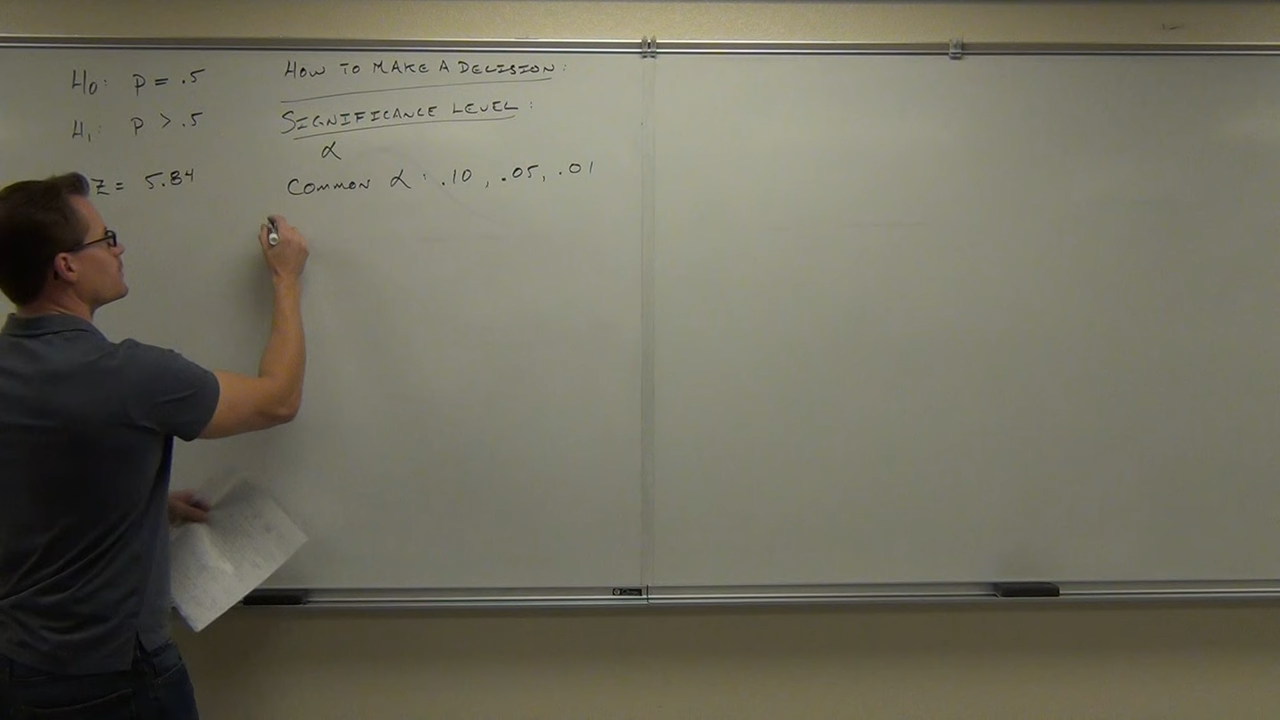 H₀: p = .5
H₁: p > .5
z = 5.84
HOW TO MAKE A DECISION:
SIGNIFICANCE LEVEL:
α
COMMON α: .10, .05, .01